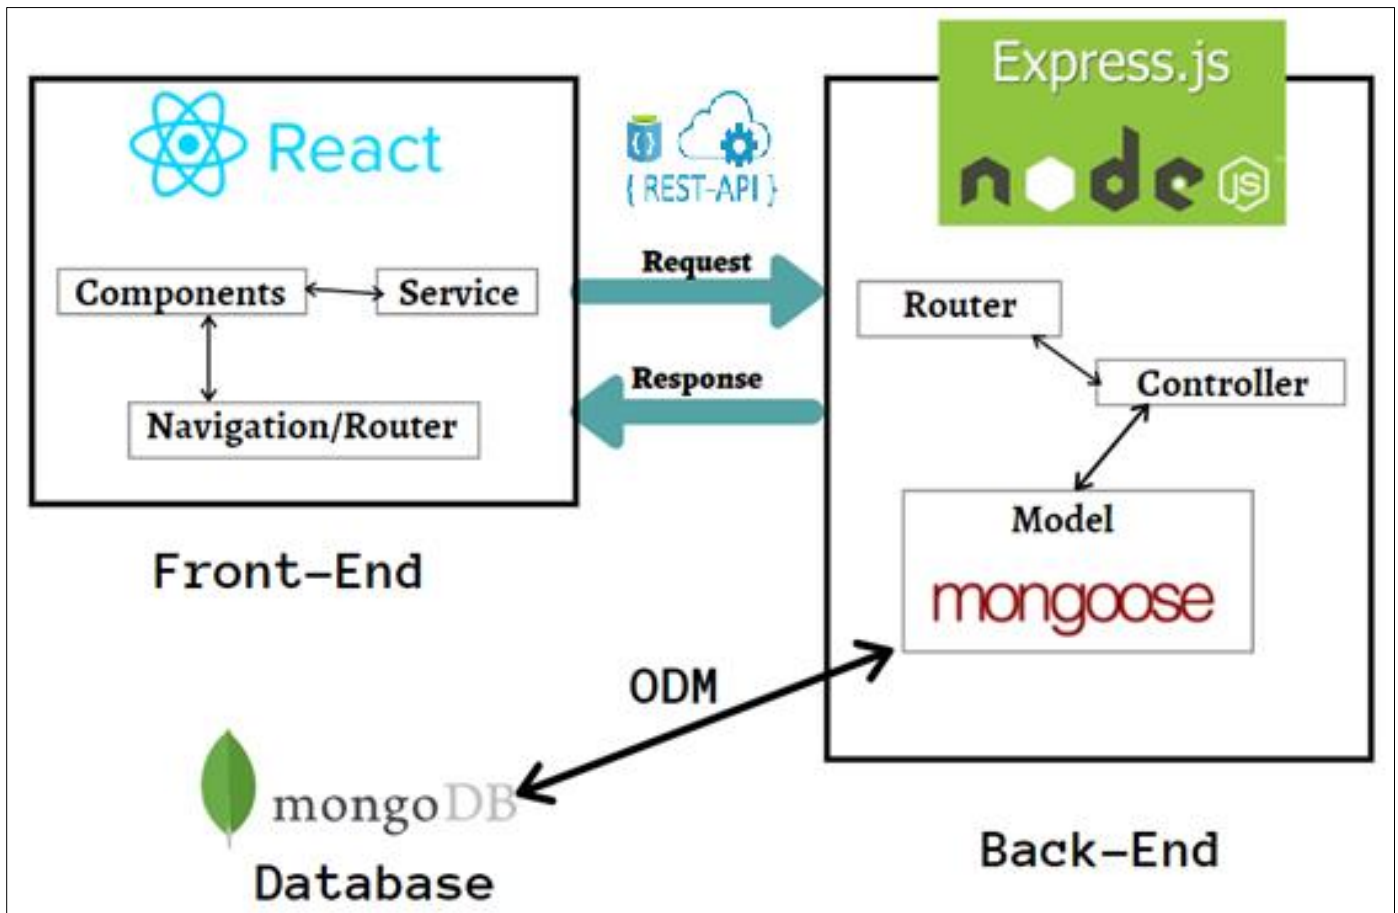 React
Components
Service
Navigation/Router
Front-End
{}
{ REST-API }
Request
Response
Express.js
node
JS
Router
Controller
Model
mongoose
ODM
mongoDB
Database
Back-End